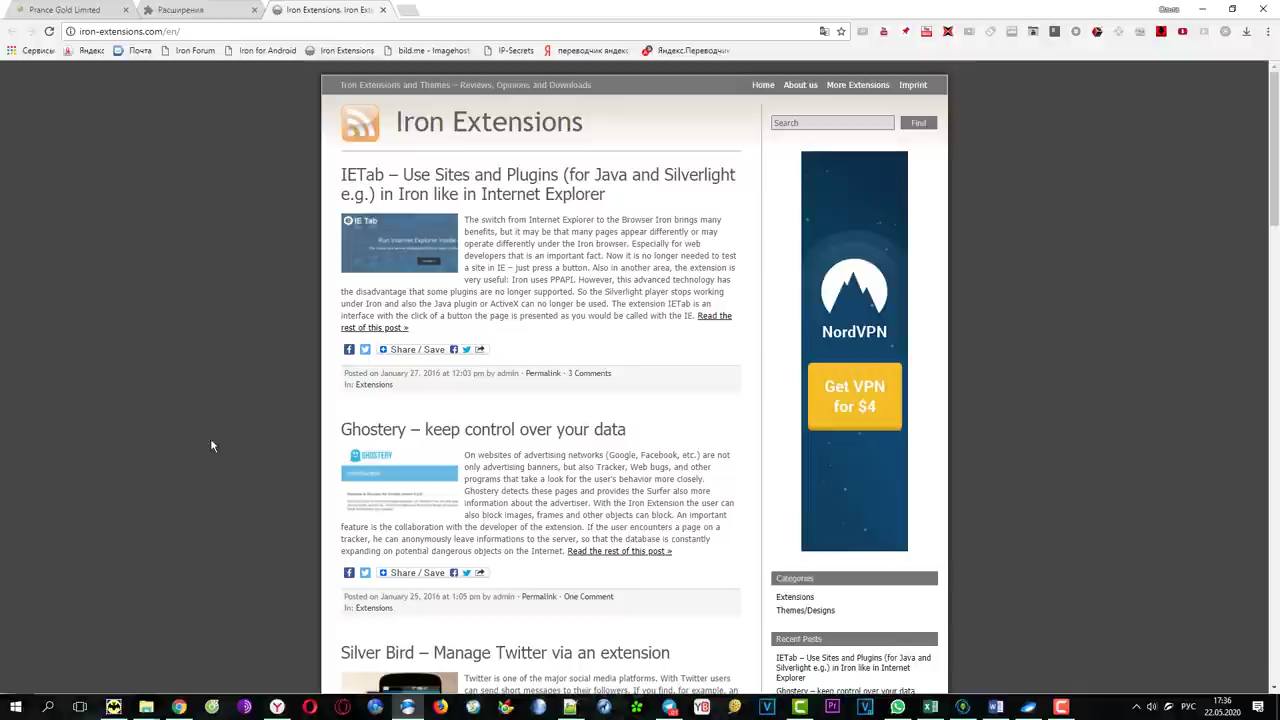 Prance Gold Limited
Расширения
Iron Extensions. Iron Ext
Ольга
iron-extensions.com/en/
Сервисы
Яндекс
Почта
Iron Forum
Iron for Android
Iron Extensions
bild.me - Imagehost
IP-Secrets
переводчик яндекс
Яндекс.Переводчик
Iron Extensions and Themes – Reviews, Opinions and Downloads
Home
About us
More Extensions
Imprint
Iron Extensions
Search
Find
IETab – Use Sites and Plugins (for Java and Silverlight
e.g.) in Iron like in Internet Explorer
IE Tab
Run Internet Explorer Inside
The switch from Internet Explorer to the Browser Iron brings many
benefits, but it may be that many pages appear differently or may
operate differently under the Iron browser. Especially for web
developers that is an important fact. Now it is no longer needed to test
a site in IE – just press a button. Also in another area, the extension is
very useful: Iron uses PPAPI. However, this advanced technology has
the disadvantage that some plugins are no longer supported. So the Silverlight player stops working
under Iron and also the Java plugin or ActiveX can no longer be used. The extension IETab is an
interface with the click of a button the page is presented as you would be called with the IE. Read the
rest of this post »
Share / Save
Posted on January 27, 2016 at 12:03 pm by admin · Permalink · 3 Comments
In: Extensions
NordVPN
Get VPN
for $4
Ghostery – keep control over your data
GHOSTERY
On websites of advertising networks (Google, Facebook, etc.) are not
only advertising banners, but also Tracker, Web bugs, and other
programs that take a look for the user's behavior more closely.
Ghostery detects these pages and provides the Surfer also more
information about the advertiser. With the Iron Extension the user can
also block images, frames and other objects can block. An important
feature is the collaboration with the developer of the extension. If the user encounters a page on a
tracker, he can anonymously leave informations to the server, so that the database is constantly
expanding on potential dangerous objects on the Internet. Read the rest of this post »
Share / Save
Posted on January 25, 2016 at 1:05 pm by admin · Permalink · One Comment
In: Extensions
Categories
Extensions
Themes/Designs
Recent Posts
IETab – Use Sites and Plugins (for Java and
Silverlight e.g.) in Iron like in Internet
Explorer
Ghostery – keep control over your data
Silver Bird – Manage Twitter via an extension
Twitter is one of the major social media platforms. With Twitter users
can send short messages to their followers. If you find, for example, an
РУС
17:36
22.05.2020